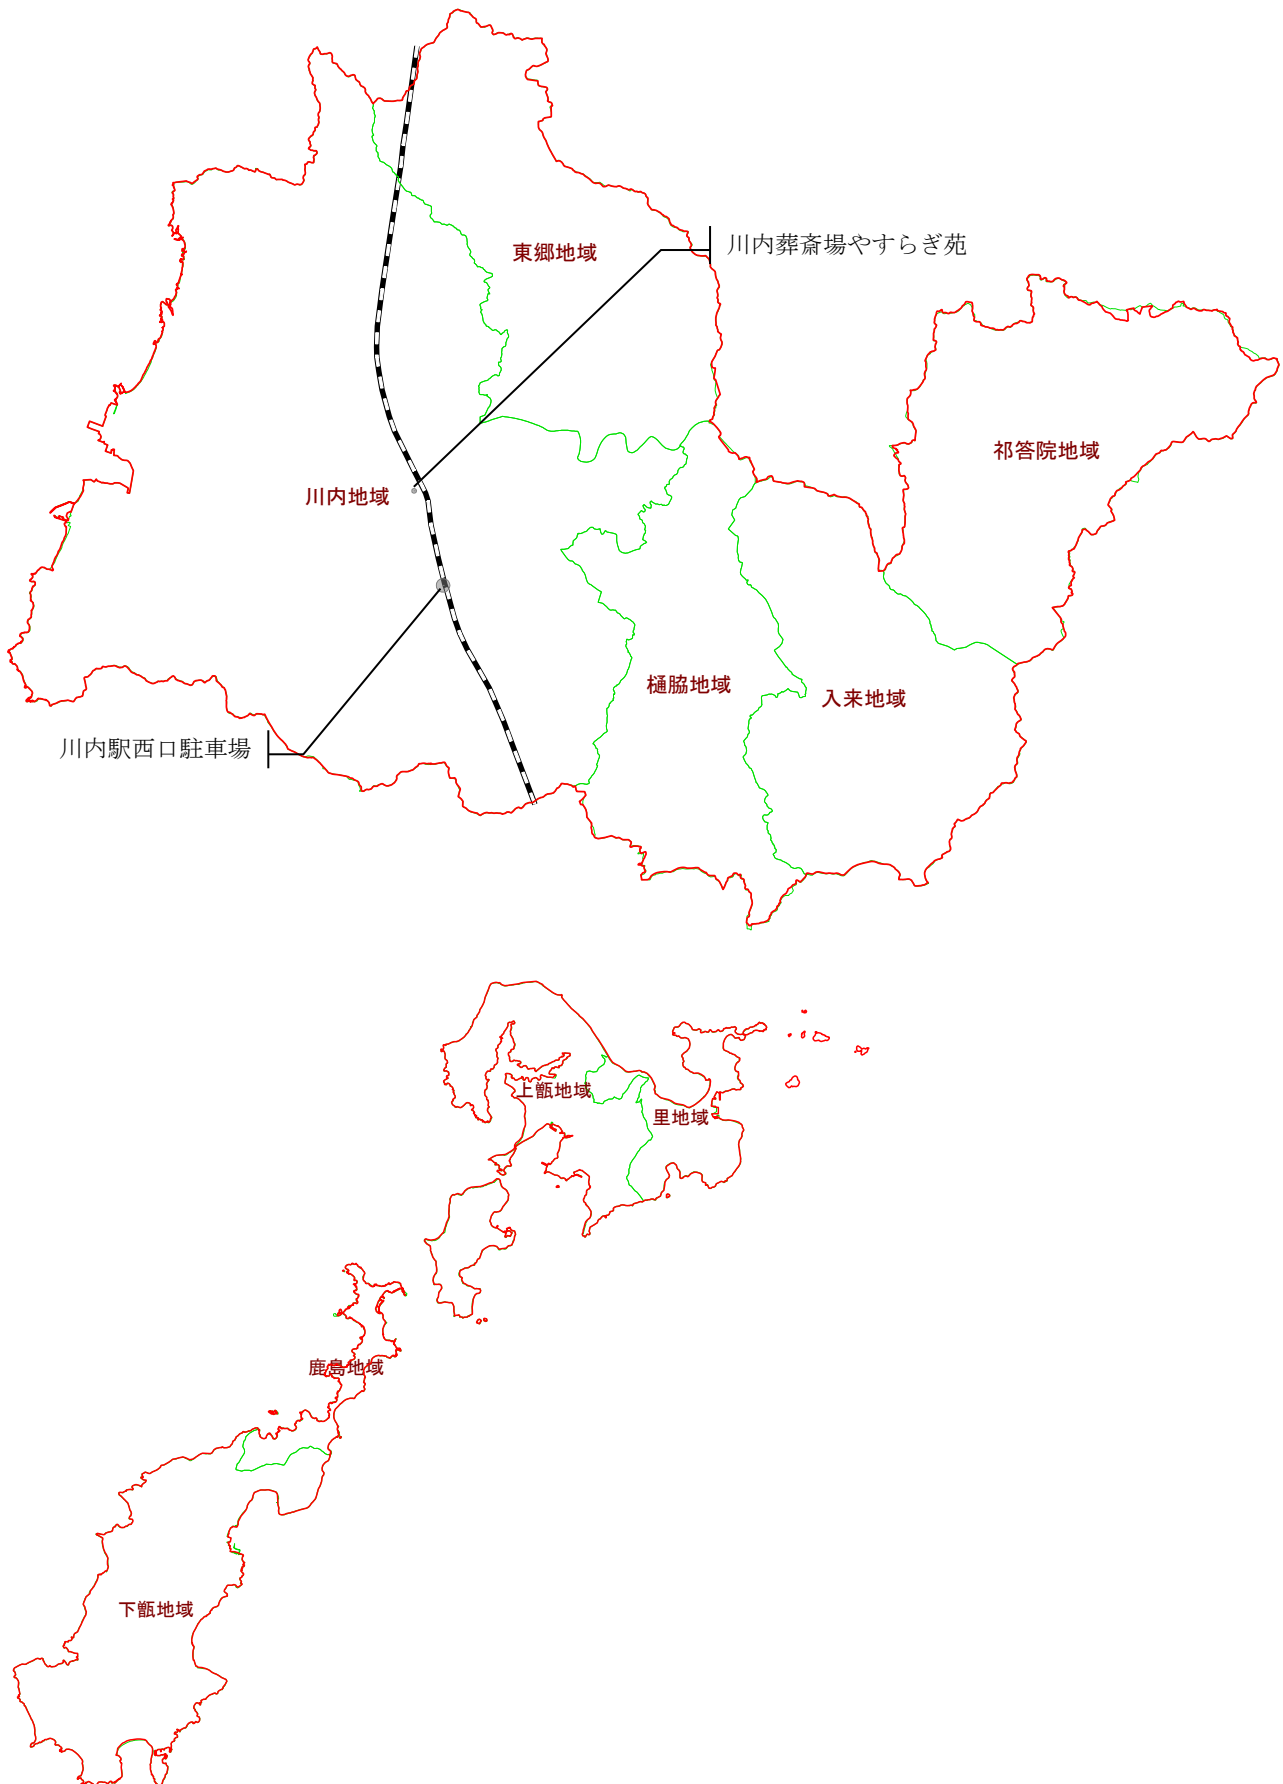 川内葬斎場やすらぎ苑
東郷地域
祁答院地域
川内地域
樋脇地域
入来地域
川内駅西口駐車場
上甑地域
里地域
鹿島地域
下甑地域